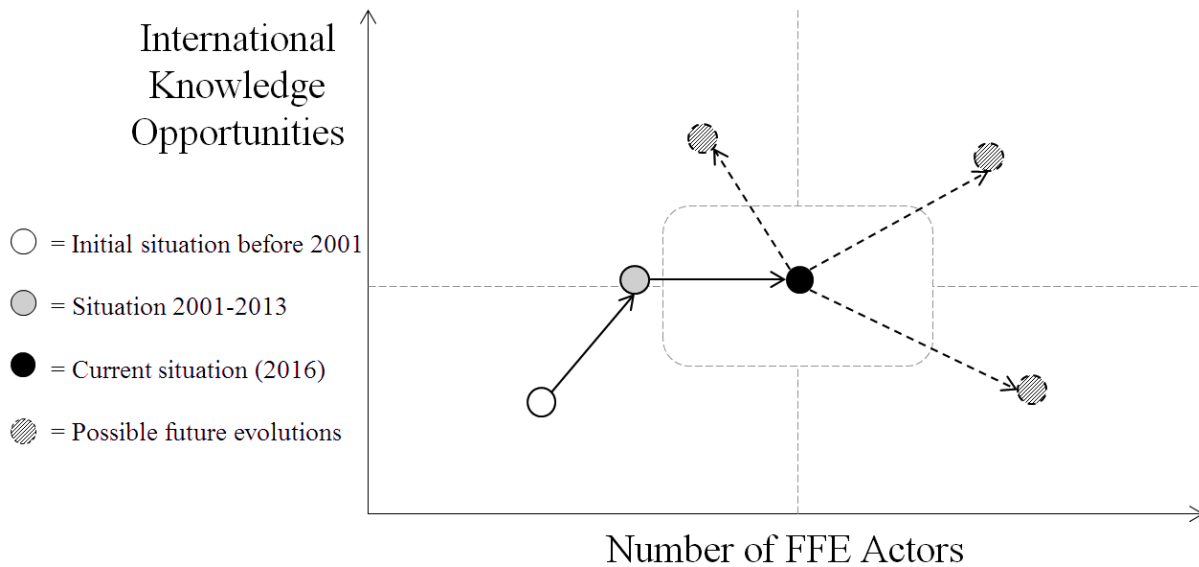 International
Knowledge
Opportunities
= Initial situation before 2001
= Situation 2001-2013
= Current situation (2016)
= Possible future evolutions
Number of FFE Actors